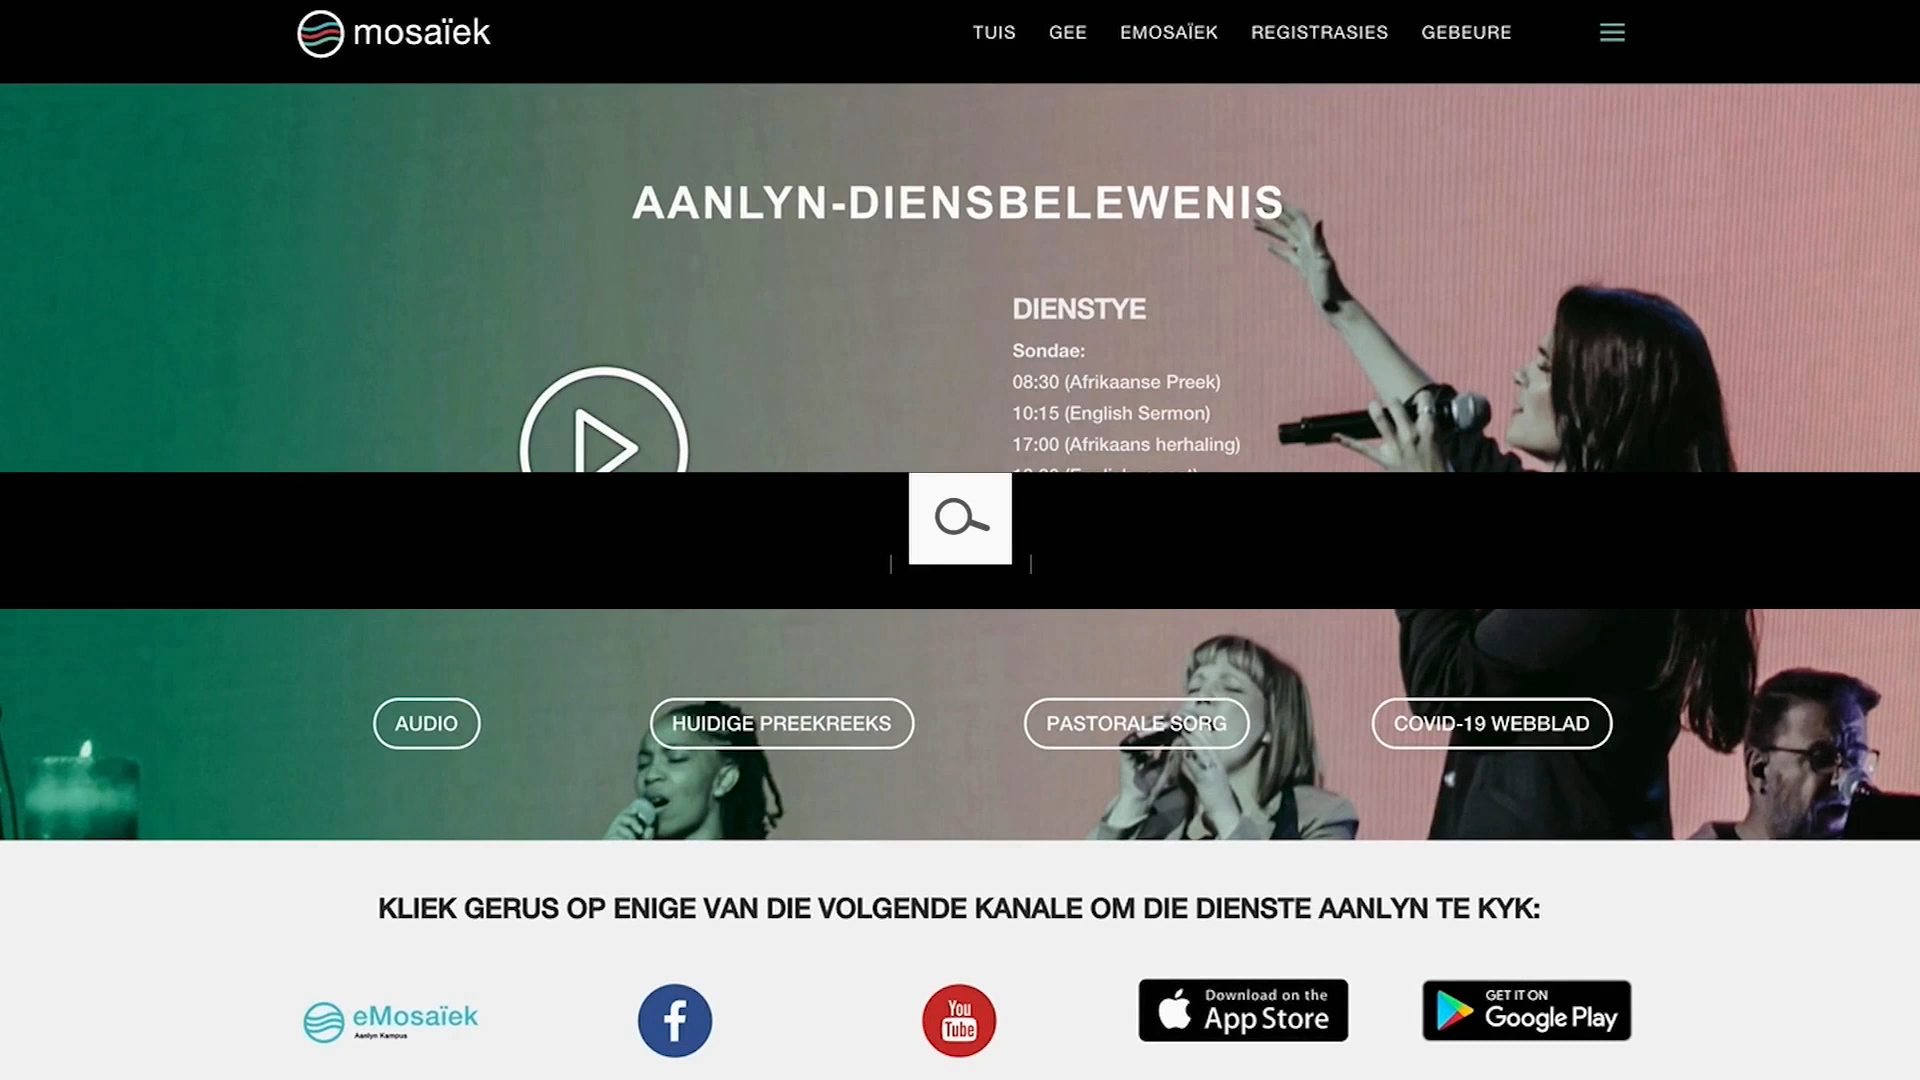 mosaïek
TUIS GEE EMOSAÏEK REGISTRASIES GEBEURE
AANLYN-DIENSBELEWENIS
DIENSTYE
Sondae:
08:30 (Afrikaanse Preek)
10:15 (English Sermon)
17:00 (Afrikaans herhaling)
AUDIO
HUIDIGE PREEKREEKS
PASTORALE SORG
COVID-19 WEBBLAD
KLIEK GERUS OP ENIGE VAN DIE VOLGENDE KANALE OM DIE DIENSTE AANLYN TE KYK:
eMosaïek
Aanlyn Kampus
You
Tube
Download on the
App Store
GET IT ON
Google Play